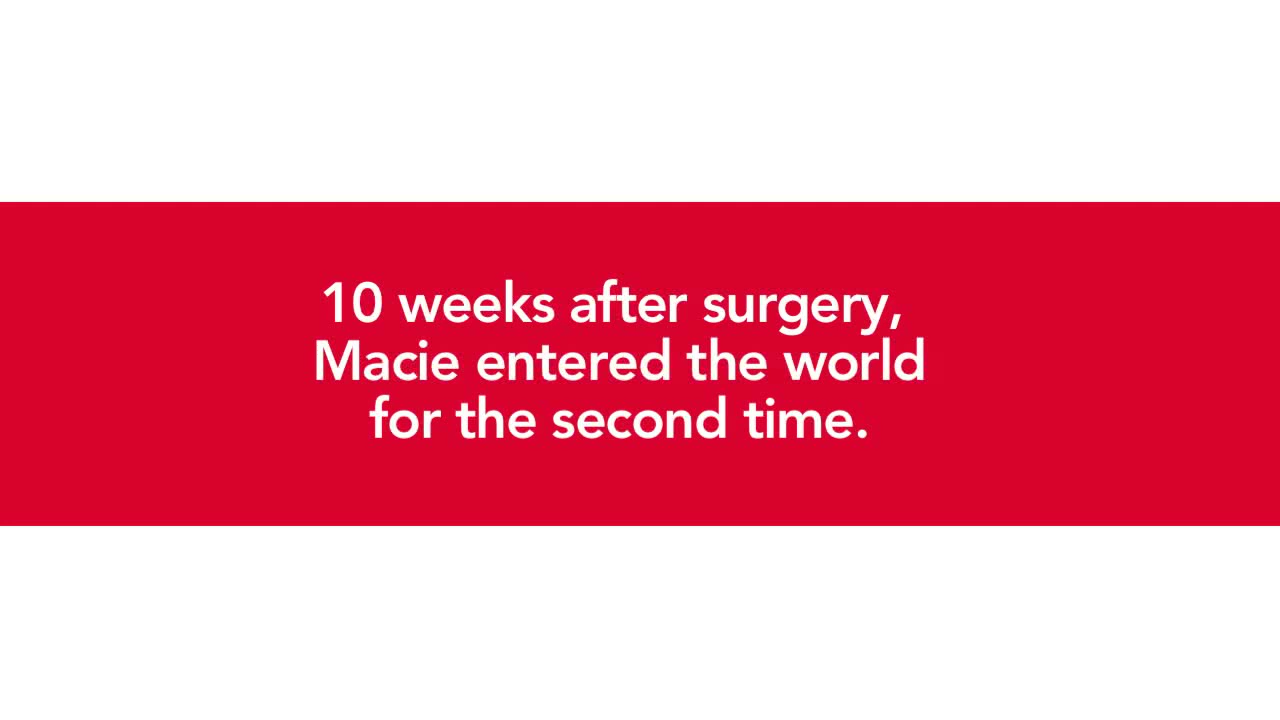 10 weeks after surgery,
Macie entered the world
for the second time.